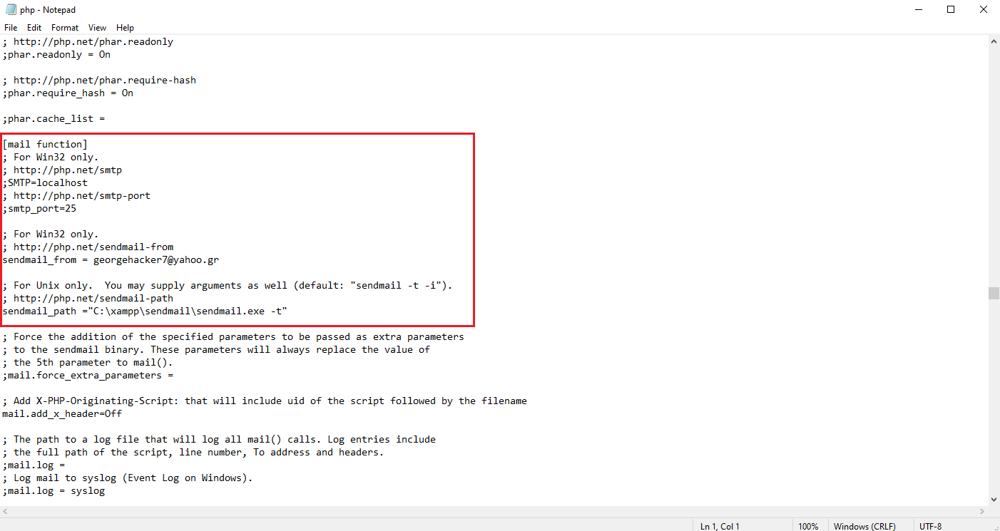 php - Notepad
File Edit Format View Help
; http://php.net/phar.readonly
;phar.readonly = On
; http://php.net/phar.require-hash
;phar.require_hash = On
;phar.cache_list =
[mail function]
; For Win32 only.
; http://php.net/smtp
;SMTP=localhost
; http://php.net/smtp-port
;smtp_port=25
; For Win32 only.
; http://php.net/sendmail-from
sendmail_from = georgehacker7@yahoo.gr
; For Unix only.  You may supply arguments as well (default: "sendmail -t -i").
; http://php.net/sendmail-path
sendmail_path ="C:\xampp\sendmail\sendmail.exe -t"
; Force the addition of the specified parameters to be passed as extra parameters
; to the sendmail binary. These parameters will always replace the value of
; the 5th parameter to mail().
;mail.force_extra_parameters =
; Add X-PHP-Originating-Script: that will include uid of the script followed by the filename
mail.add_x_header=Off
; The path to a log file that will log all mail() calls. Log entries include
; the full path of the script, line number, To address and headers.
;mail.log =
; Log mail to syslog (Event Log on Windows).
;mail.log = syslog
Ln 1, Col 1 100% Windows (CRLF) UTF-8